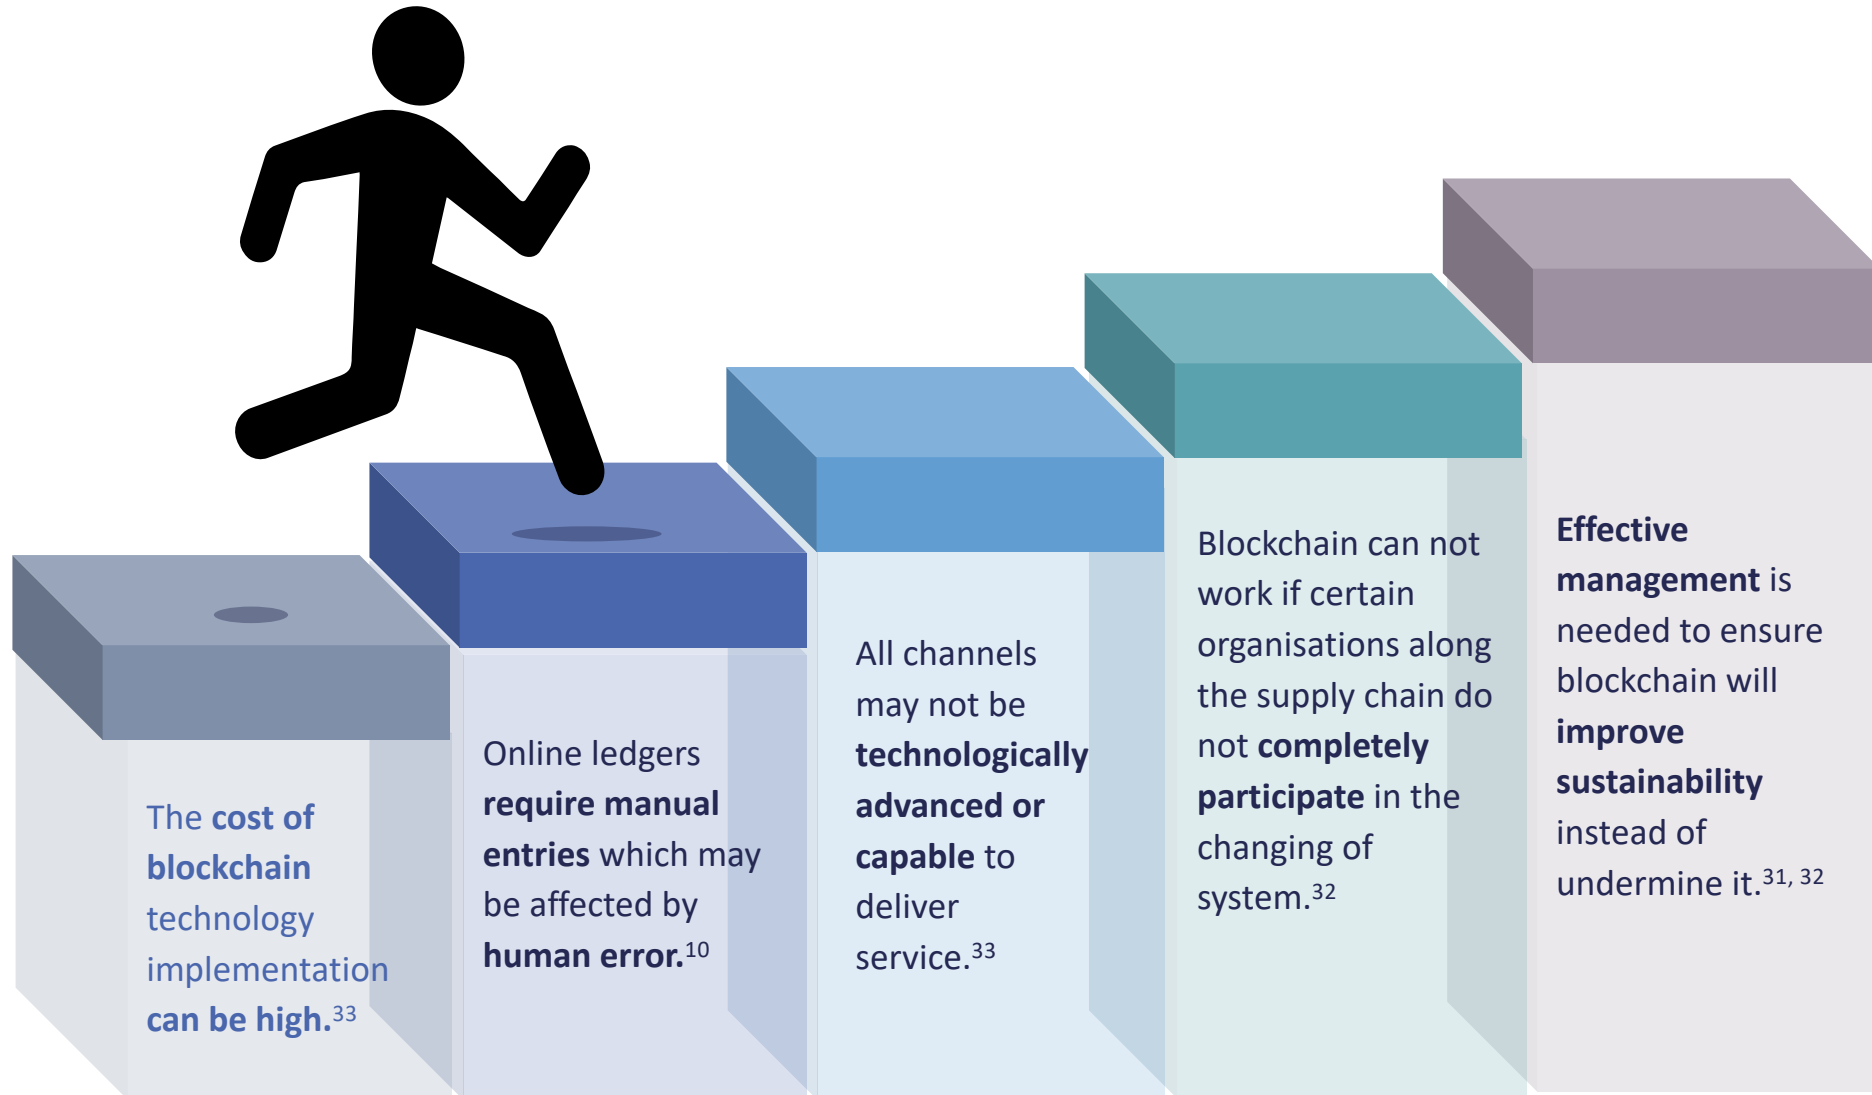 The cost of
blockchain
technology
implementation
can be high.33
Online ledgers
require manual
entries which may
be affected by
human error.10
All channels
may not be
technologically
advanced or
capable to
deliver
service.33
Blockchain can not
work if certain
organisations along
the supply chain do
not completely
participate in the
changing of
system.32
Effective
management is
needed to ensure
blockchain will
improve
sustainability
instead of
undermine it.31, 32